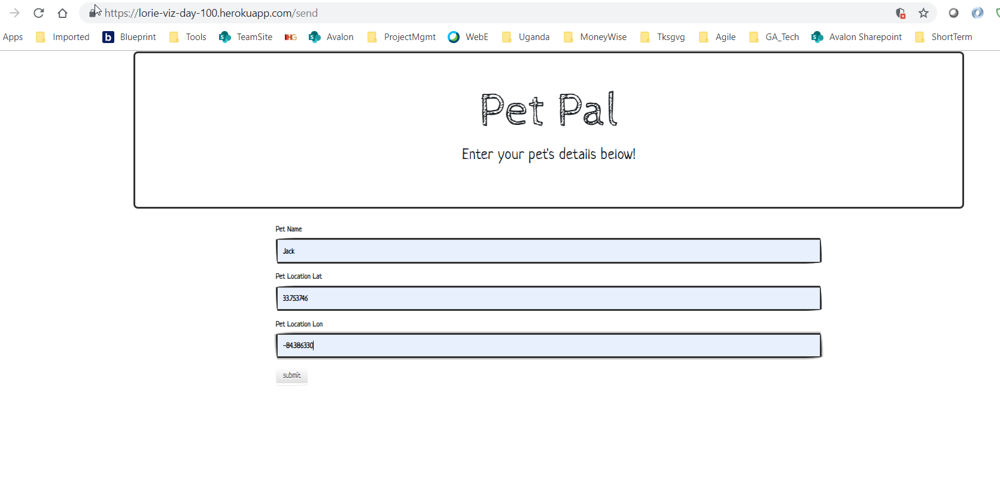 https://lorie-viz-day-100.herokuapp.com/send
Apps Imported b Blueprint Tools S TeamSite IHG S Avalon ProjectMgmt WebE Uganda MoneyWise Tksgvg Agile GA_Tech S Avalon Sharepoint ShortTerm
Pet Pal
Enter your pet's details below!
Pet Name
Jack
Pet Location Lat
33.753746
Pet Location Lon
-84.386330
submit